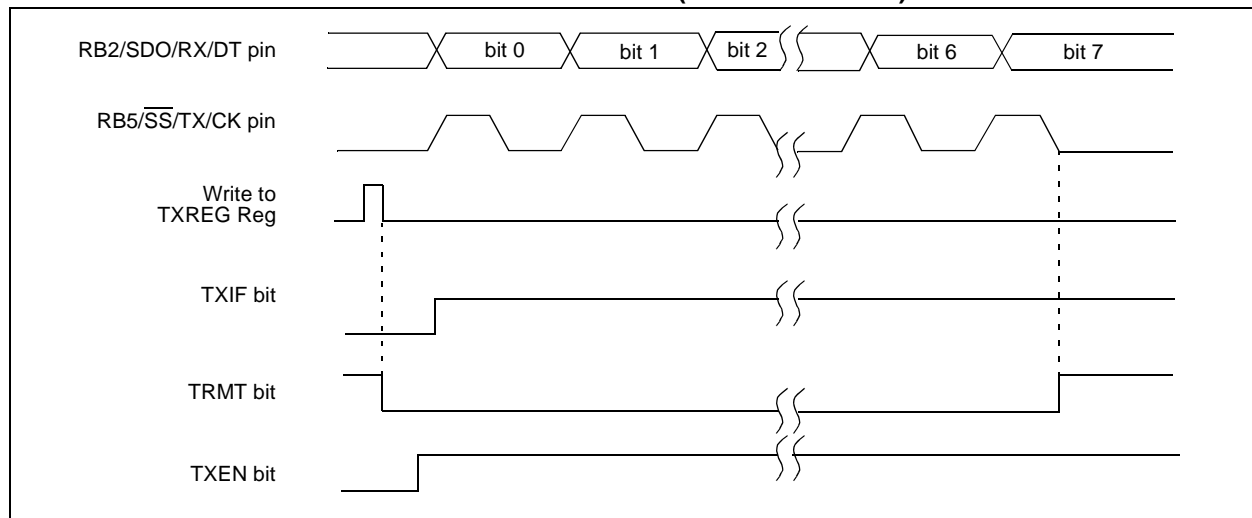 RB2/SDO/RX/DT pin
bit 0
bit 1
bit 2
bit 6
bit 7
RB5/SS/TX/CK pin
Write to
TXREG Reg
TXIF bit
TRMT bit
TXEN bit